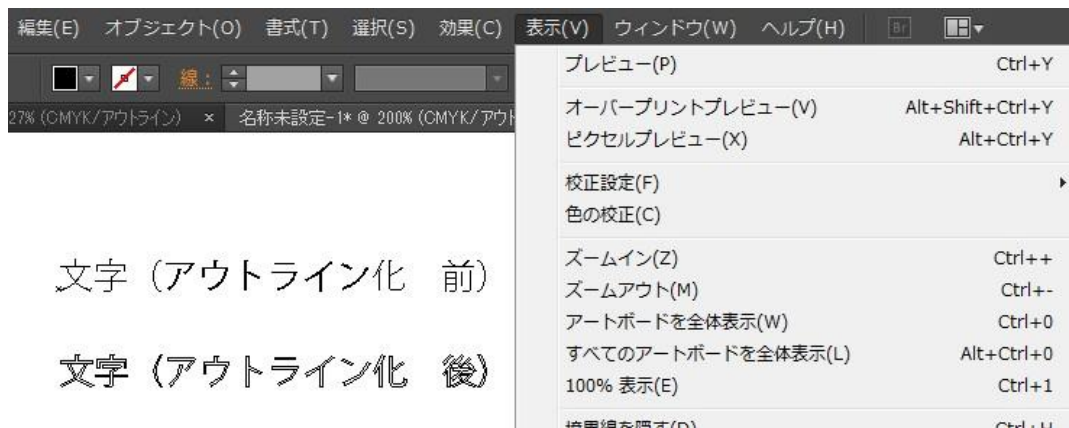 編集(E) オブジェクト(O) 書式(T) 選択(S) 効果(C) 表示(V) ウィンドウ(W) ヘルプ(H) Br
線：
27% (CMYK/アウトライン) × 名称未設定-1* @ 200% (CMYK/アウト
プレビュー(P) Ctrl+Y
オーバープリントプレビュー(V) Alt+Shift+Ctrl+Y
ピクセルプレビュー(X) Alt+Ctrl+Y
校正設定(F)
色の校正(C)
ズームイン(Z) Ctrl++
ズームアウト(M) Ctrl+-
アートボードを全体表示(W) Ctrl+0
すべてのアートボードを全体表示(L) Alt+Ctrl+0
100% 表示(E) Ctrl+1
境界線を隠す(D) Ctrl+H
文字（アウトライン化 前）
文字（アウトライン化 後）